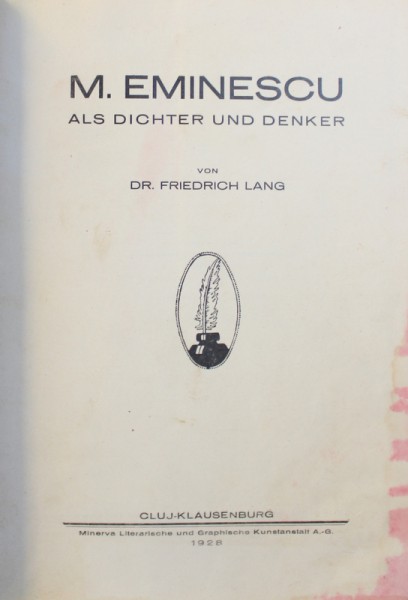 M. EMINESCU
ALS DICHTER UND DENKER
VON
DR. FRIEDRICH LANG
CLUJ-KLAUSENBURG
Minerva Literarische und Graphische Kunstanstalt A.-G.
1928